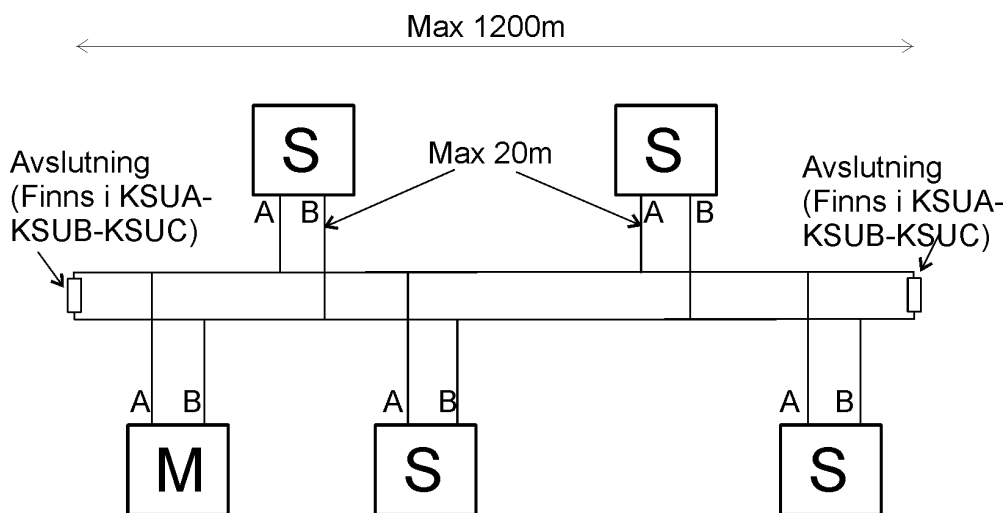 Max 1200m
S
S
Avslutning
(Finns i KSUA-
KSUB-KSUC)
Max 20m
Avslutning
(Finns i KSUA-
KSUB-KSUC)
A B
A B
A B
A B
A B
M
S
S